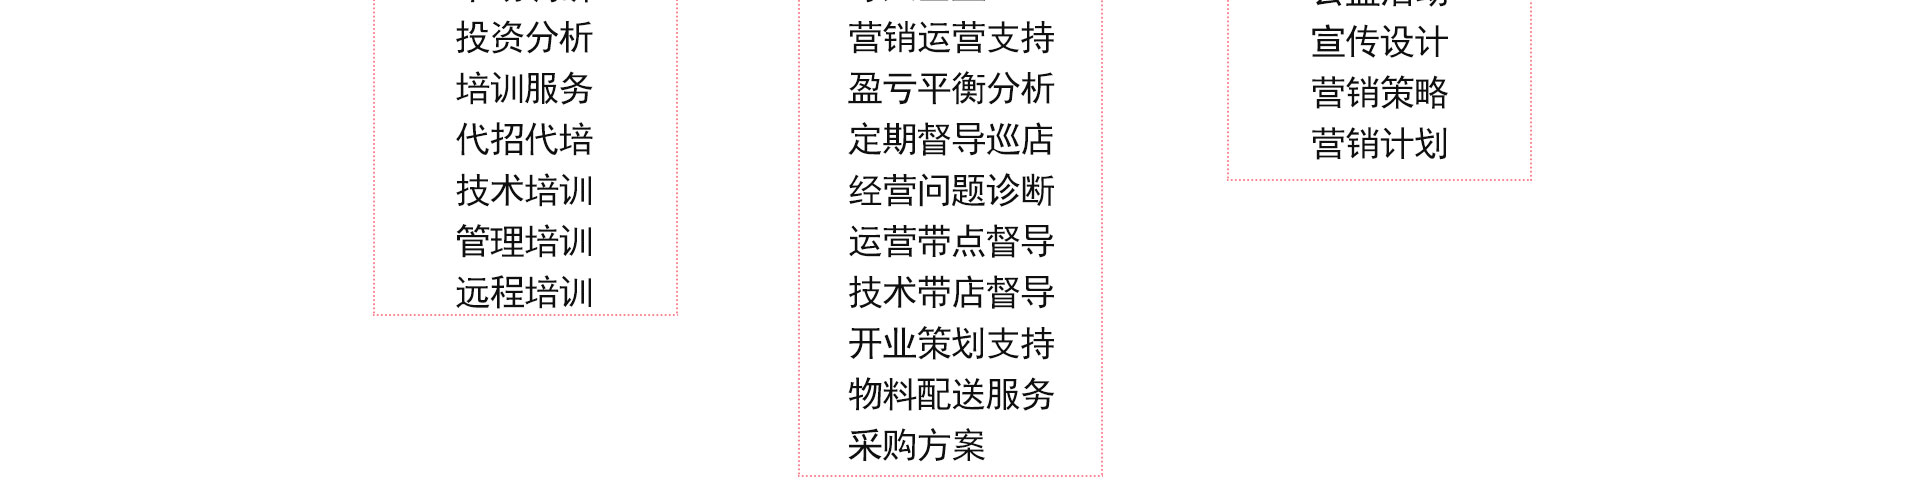 投资分析
培训服务
代招代培
技术培训
管理培训
远程培训
营销运营支持
盈亏平衡分析
定期督导巡店
经营问题诊断
运营带点督导
技术带店督导
开业策划支持
物料配送服务
采购方案
公益活动
宣传设计
营销策略
营销计划